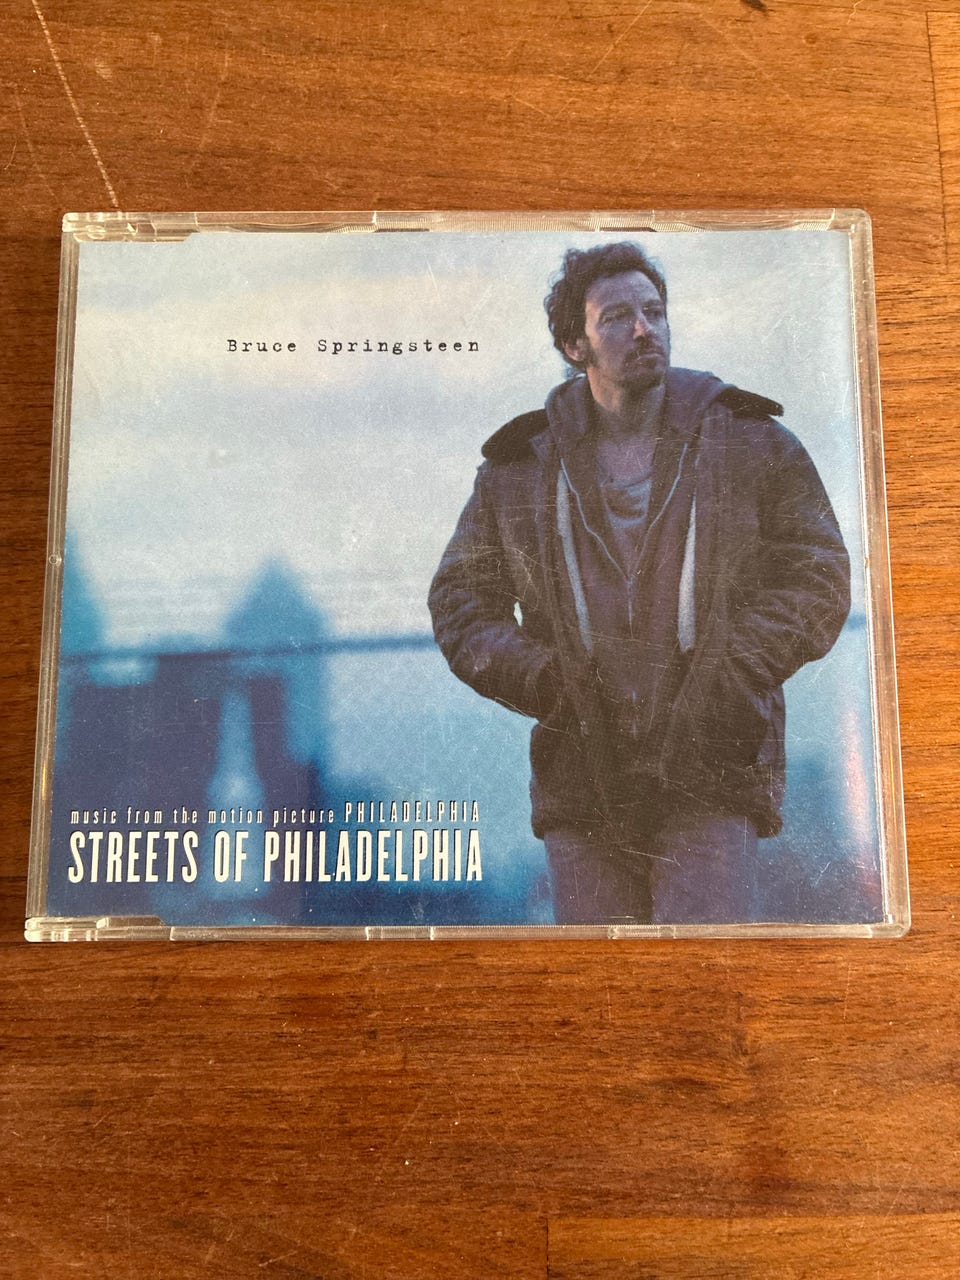 Bruce Springsteen
music from the motion picture PHILADELPHIA
STREETS OF PHILADELPHIA